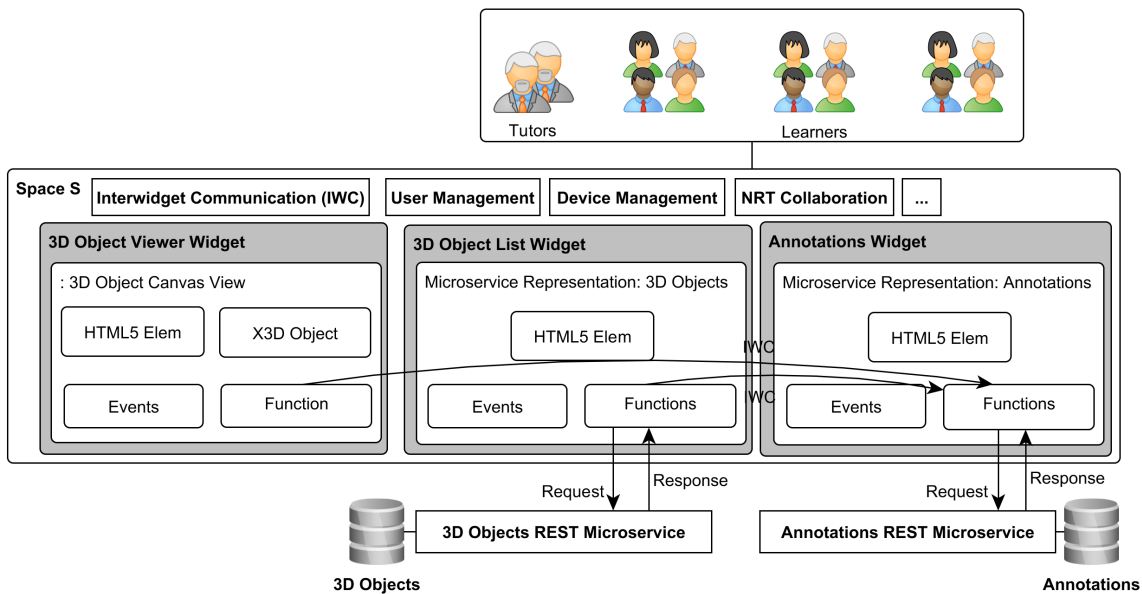 Tutors
Learners
Space S
Interwidget Communication (IWC)
User Management
Device Management
NRT Collaboration
...
3D Object Viewer Widget
: 3D Object Canvas View
HTML5 Elem
X3D Object
Events
Function
3D Object List Widget
Microservice Representation: 3D Objects
HTML5 Elem
Events
Functions
IWC
IWC
Annotations Widget
Microservice Representation: Annotations
HTML5 Elem
Events
Functions
Request
Response
Request
Response
3D Objects REST Microservice
Annotations REST Microservice
3D Objects
Annotations